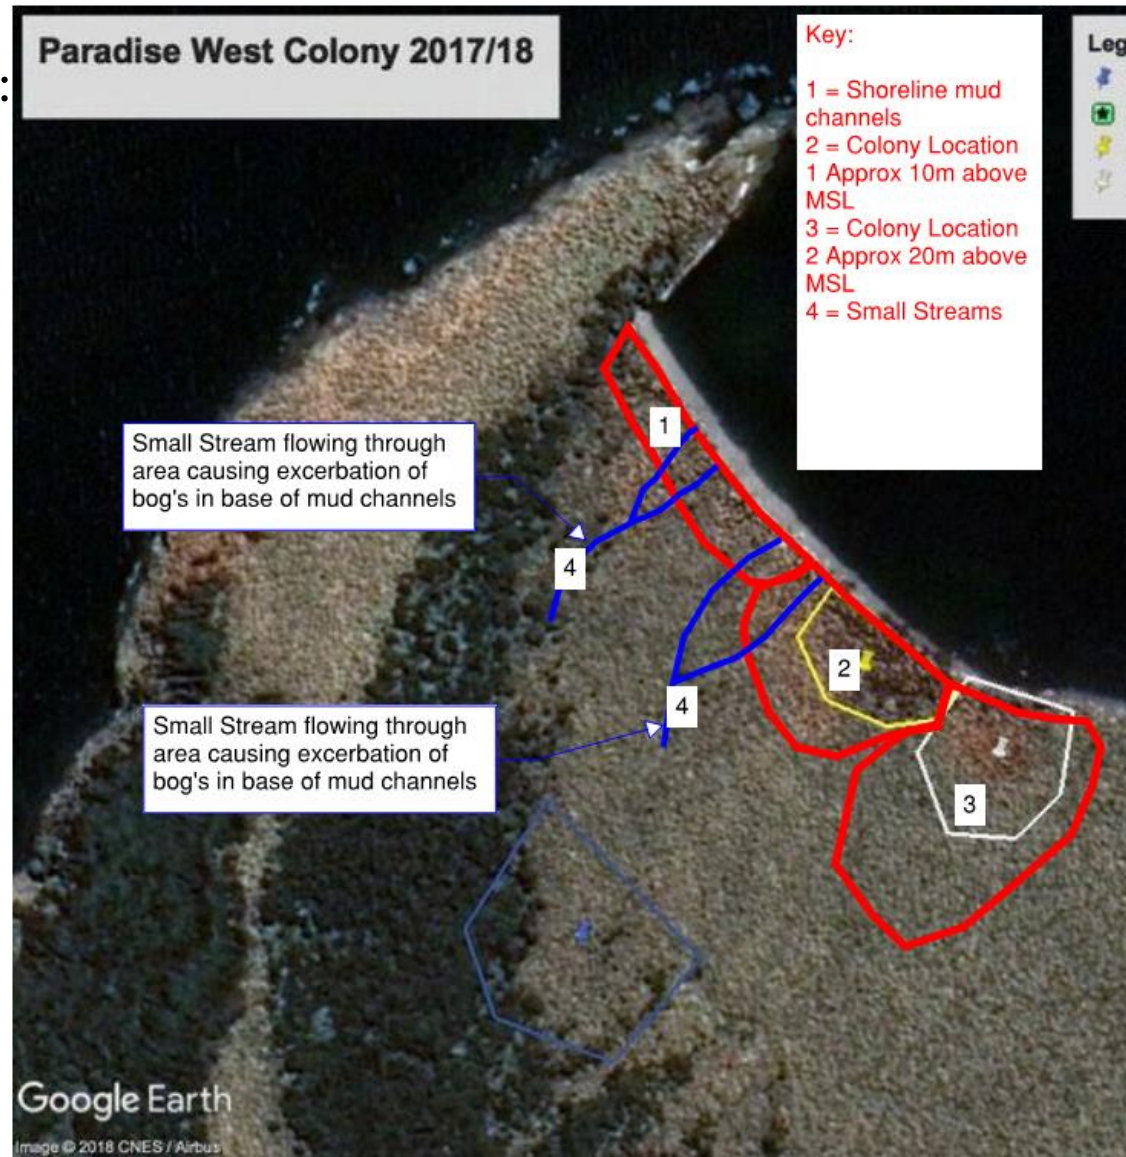 Paradise West Colony 2017/18
:
Key:
1 = Shoreline mud
channels
2 = Colony Location
1 Approx 10m above
MSL
3 = Colony Location
2 Approx 20m above
MSL
4 = Small Streams
Leg
1
Small Stream flowing through
area causing excerbation of
bog's in base of mud channels
4
2
4
Small Stream flowing through
area causing excerbation of
bog's in base of mud channels
3
Google Earth
Image © 2018 CNES / Airbus